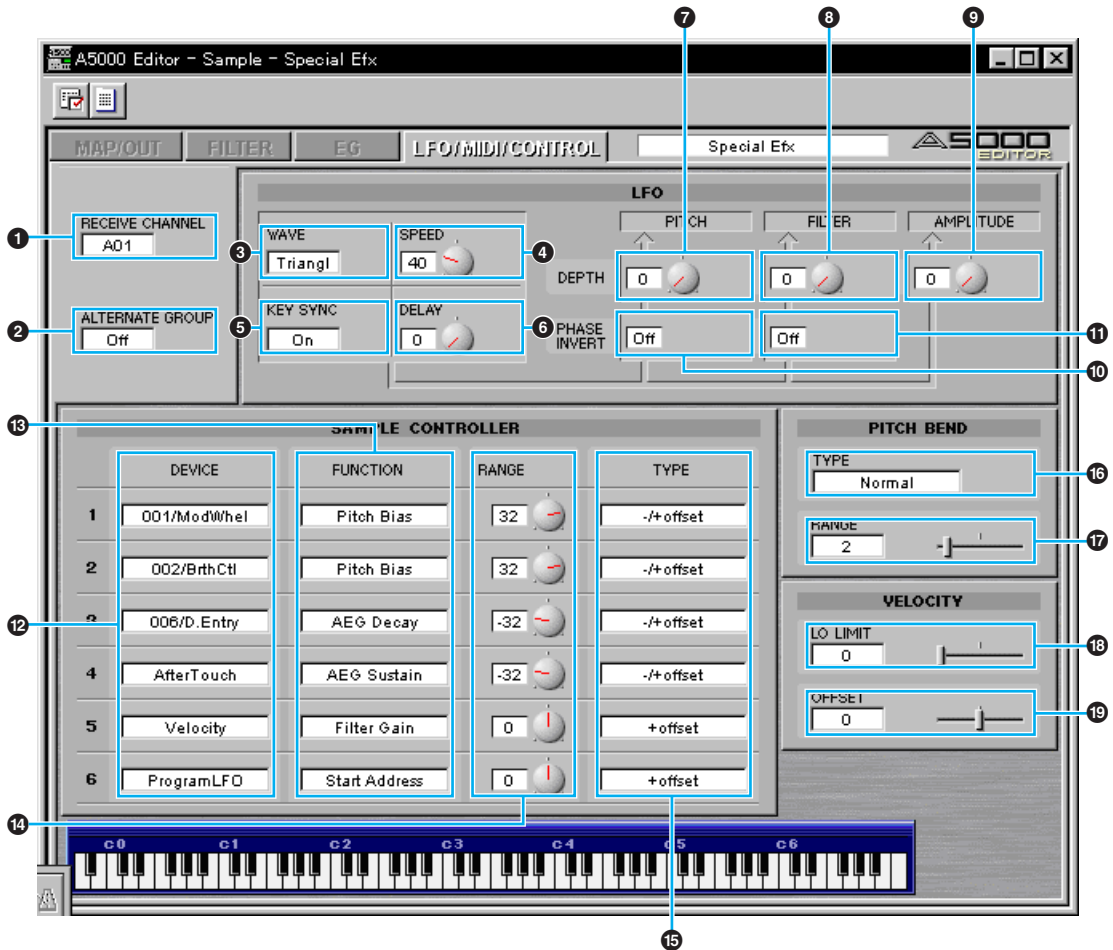 7 8 9
A5000 Editor - Sample - Special Efx
MAP/OUT FILTER EG LFO/MIDI/CONTROL Special Efx A5000 EDITOR
LFO
PITCH FILTER AMPLITUDE
1 RECEIVE CHANNEL
A01
3 WAVE
Triangl
SPEED
40
4
DEPTH 0 0 0
2 ALTERNATE GROUP
Off
5 KEY SYNC
On
DELAY
0
6
PHASE INVERT Off Off
11
10
13
SAMPLE CONTROLLER
DEVICE FUNCTION RANGE TYPE
1 001/ModWhel Pitch Bias 32 -/+offset
2 002/BrthCtl Pitch Bias 32 -/+offset
12
3 006/D.Entry AEG Decay -32 -/+offset
4 AfterTouch AEG Sustain -32 -/+offset
5 Velocity Filter Gain 0 +offset
6 ProgramLFO Start Address 0 +offset
14
PITCH BEND
TYPE
Normal
16
RANGE
2
17
VELOCITY
LO LIMIT
0
18
OFFSET
0
19
C0 C1 C2 C3 C4 C5 C6
15